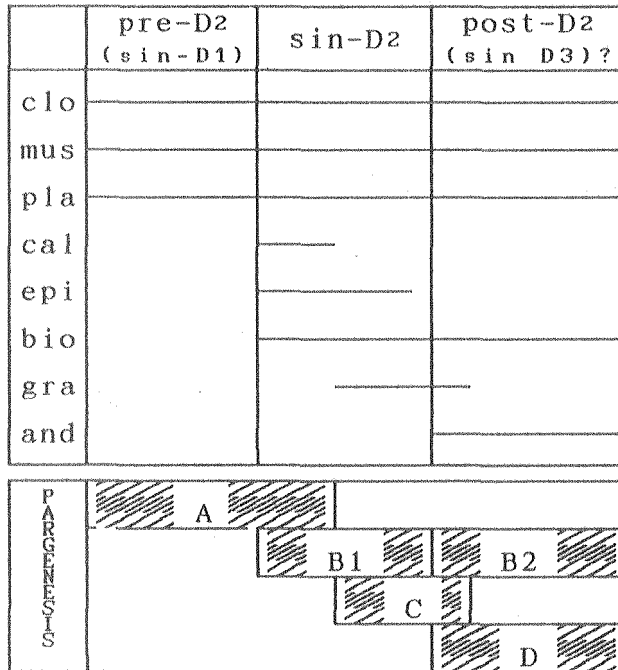 pre-D2 sin-D2 post-D2
(sin-D1) (sin D3)?
clo
mus
pla
cal
epi
bio
gra
and
PARGENESIS
A
B1 B2
C
D